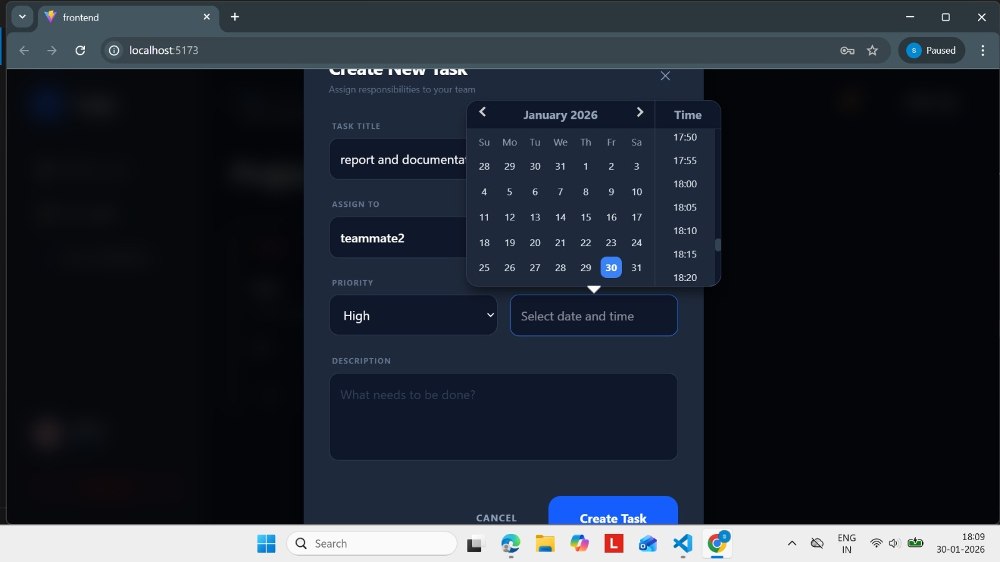 frontend
localhost:5173
S Paused
Create New Task
Assign responsibilities to your team
TASK TITLE
report and documentat
ASSIGN TO
teammate2
January 2026
Time
Su Mo Tu We Th Fr Sa
28 29 30 31 1 2 3
4 5 6 7 8 9 10
11 12 13 14 15 16 17
18 19 20 21 22 23 24
25 26 27 28 29 30 31
17:50
17:55
18:00
18:05
18:10
18:15
18:20
PRIORITY
High
Select date and time
DESCRIPTION
What needs to be done?
CANCEL
Create Task
Search
L
S
ENG
IN
18:09
30-01-2026